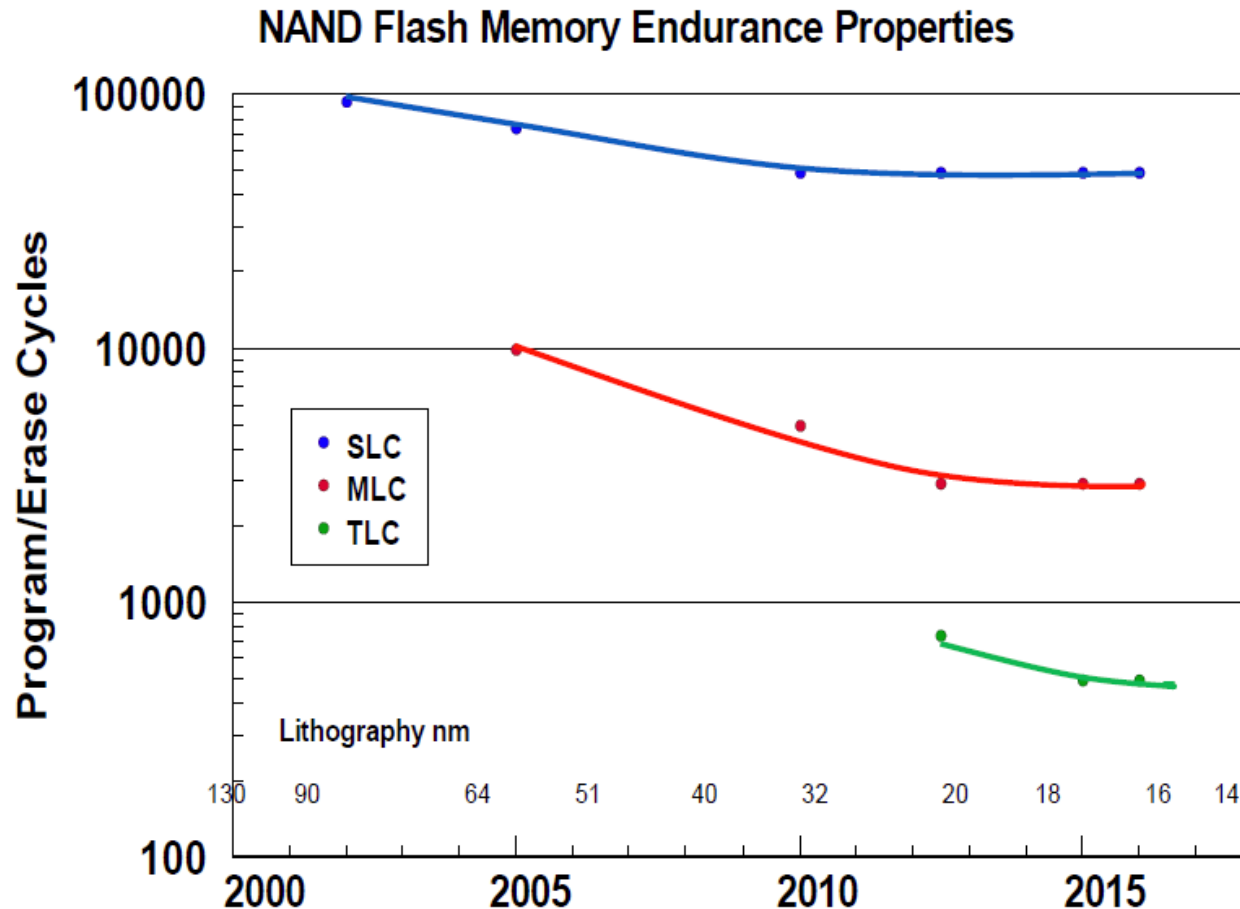 NAND Flash Memory Endurance Properties
100000
10000
1000
100
Program/Erase Cycles
SLC
MLC
TLC
Lithography nm
130 90 64 51 40 32 20 18 16 14
2000 2005 2010 2015